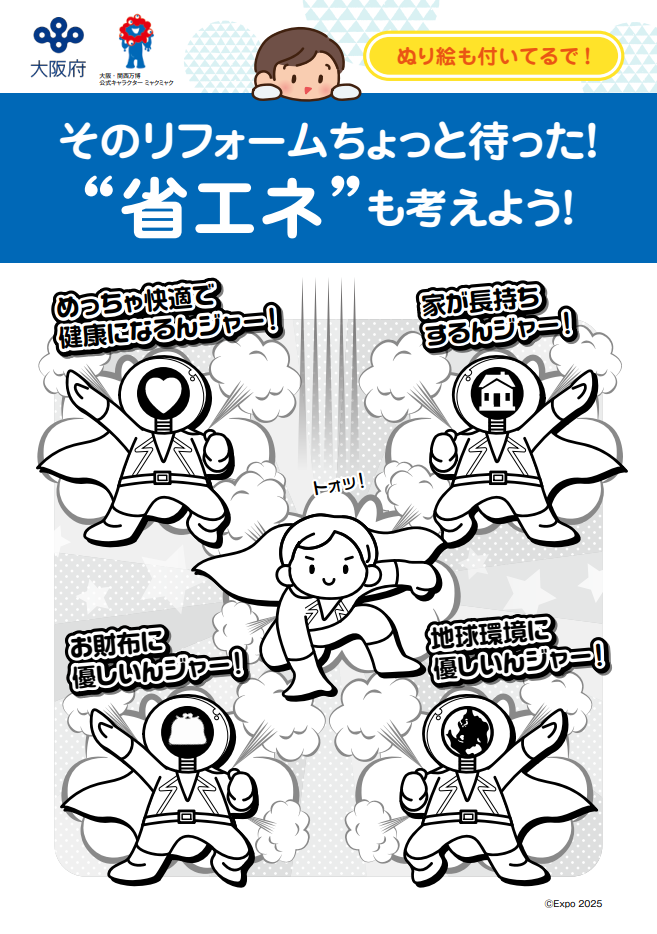 大阪府
大阪・関西万博
公式キャラクター ミャクミャク
ぬり絵も付いてるで！
そのリフォームちょっと待った！
“省エネ”も考えよう！
めっちゃ快適で
健康になるんジャー！
家が長持ち
するんジャー！
トォッ！
お財布に
優しいんジャー！
地球環境に
優しいんジャー！
©Expo 2025